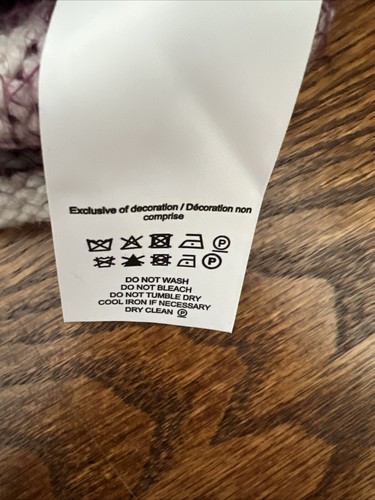 Exclusive of decoration / Décoration non
comprise
P
P
DO NOT WASH
DO NOT BLEACH
DO NOT TUMBLE DRY
COOL IRON IF NECESSARY
DRY CLEAN P